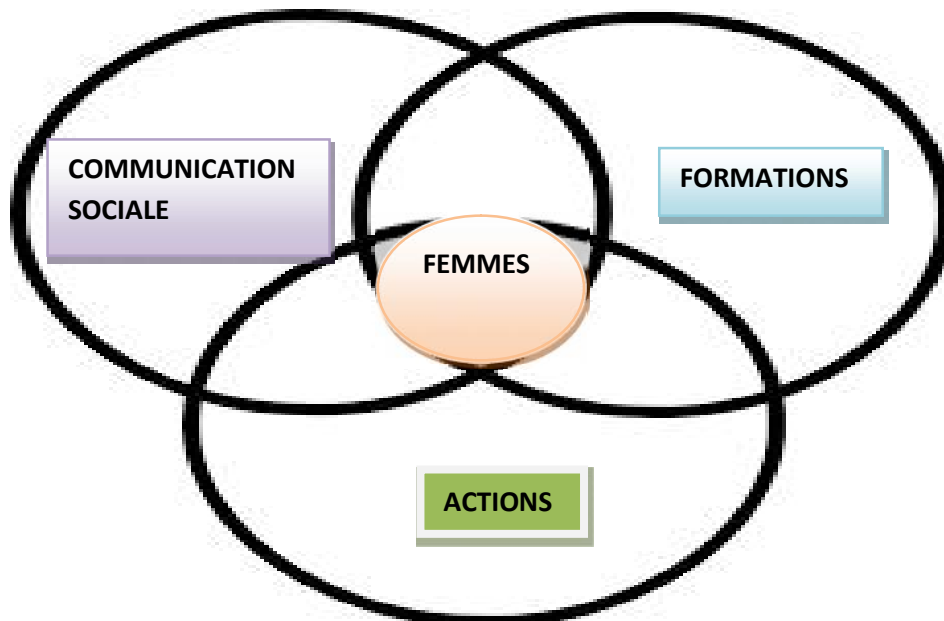 COMMUNICATION
SOCIALE
FORMATIONS
FEMMES
ACTIONS